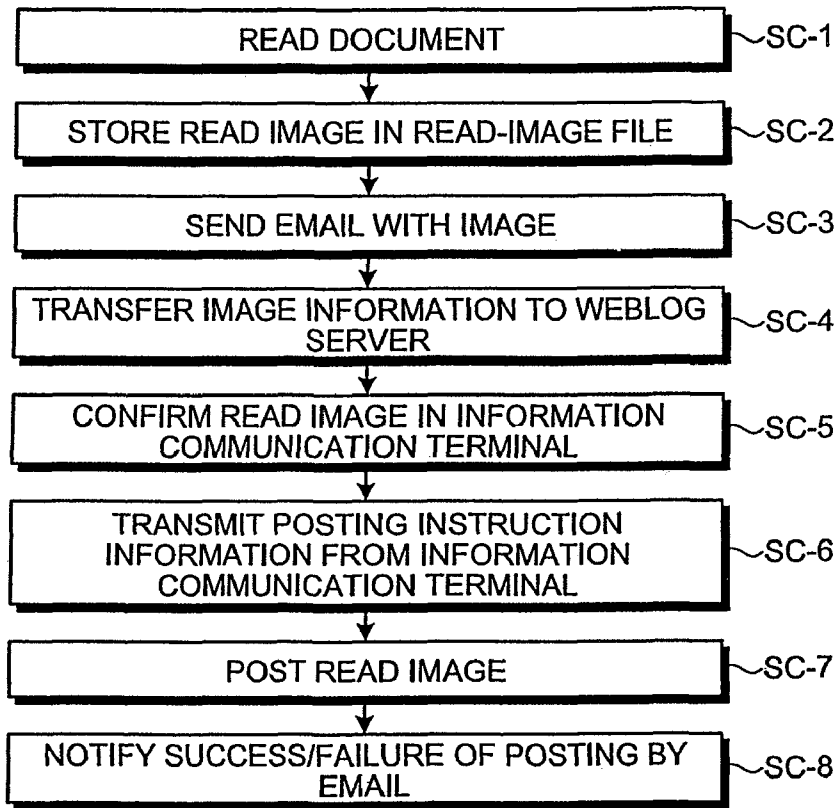 READ DOCUMENT
SC-1
STORE READ IMAGE IN READ-IMAGE FILE
SC-2
SEND EMAIL WITH IMAGE
SC-3
TRANSFER IMAGE INFORMATION TO WEBLOG
SERVER
SC-4
CONFIRM READ IMAGE IN INFORMATION
COMMUNICATION TERMINAL
SC-5
TRANSMIT POSTING INSTRUCTION
INFORMATION FROM INFORMATION
COMMUNICATION TERMINAL
SC-6
POST READ IMAGE
SC-7
NOTIFY SUCCESS/FAILURE OF POSTING BY
EMAIL
SC-8